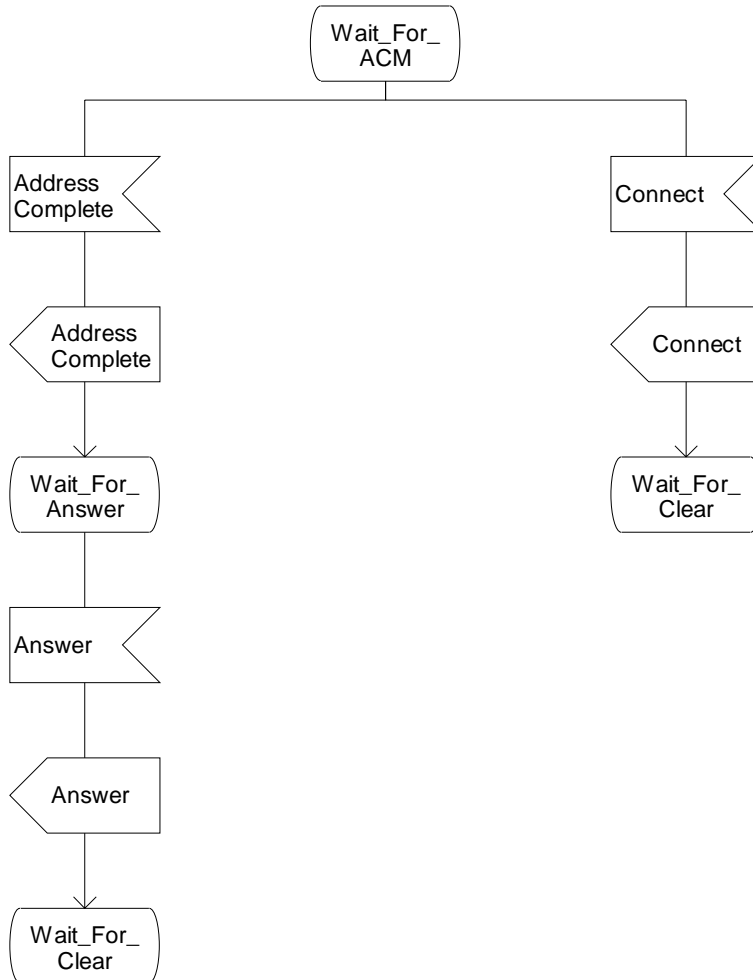 Wait_For_
ACM
Address
Complete
Connect
Address
Complete
Connect
Wait_For_
Answer
Wait_For_
Clear
Answer
Answer
Wait_For_
Clear